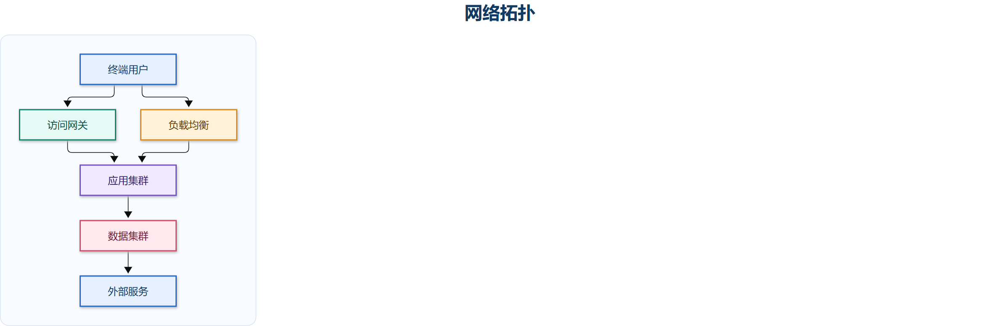 网络拓扑
终端用户
访问网关
负载均衡
应用集群
数据集群
外部服务